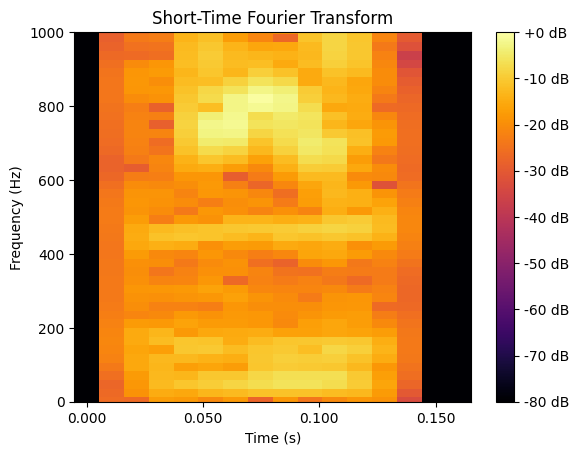 Short-Time Fourier Transform
1000
800
600
400
200
0
Frequency (Hz)
0.000
0.050
0.100
0.150
Time (s)
+0 dB
-10 dB
-20 dB
-30 dB
-40 dB
-50 dB
-60 dB
-70 dB
-80 dB